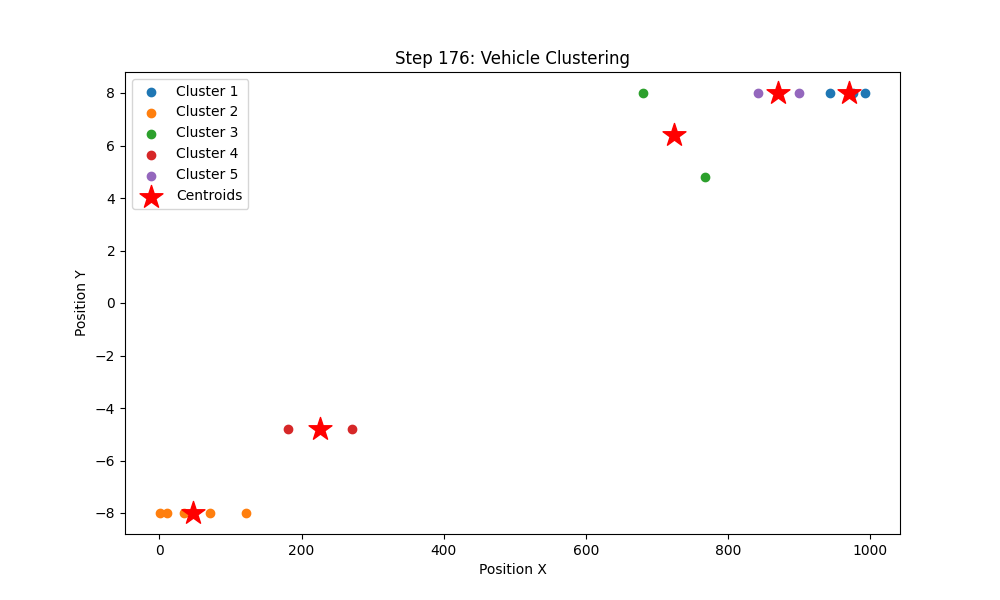 Step 176: Vehicle Clustering
Cluster 1
Cluster 2
Cluster 3
Cluster 4
Cluster 5
Centroids
8
6
4
2
0
−2
−4
−6
−8
Position Y
0 200 400 600 800 1000
Position X